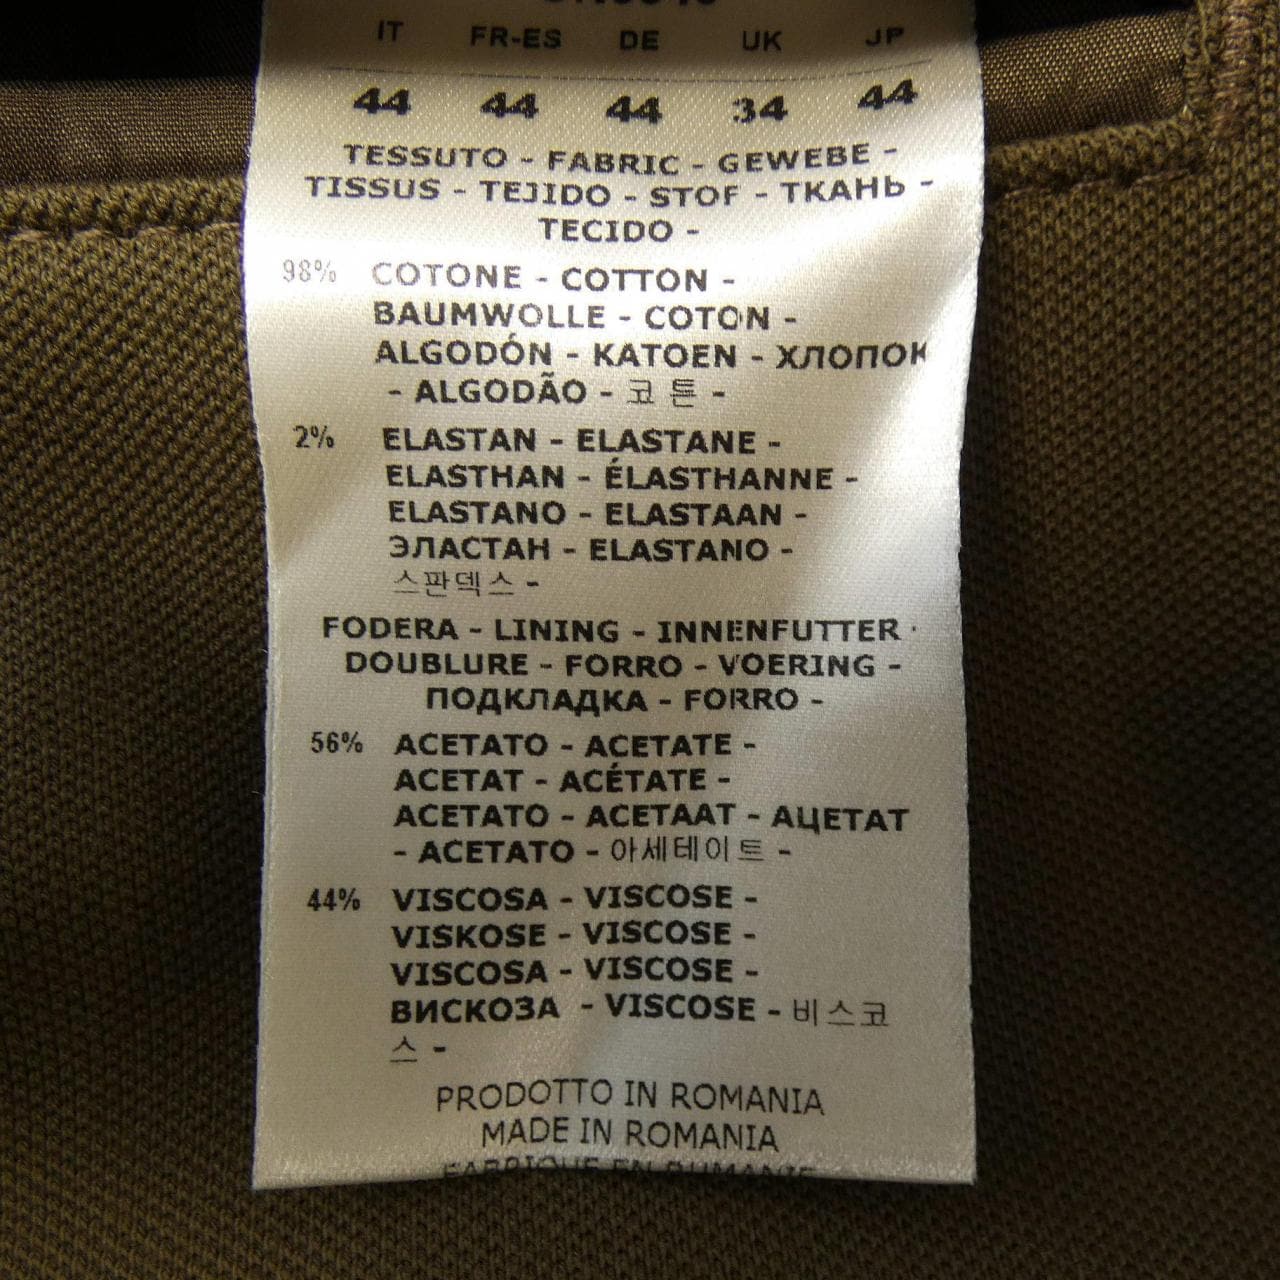 IT FR-ES DE UK JP
44 44 44 34 44
TESSUTO - FABRIC - GEWEBE -
TISSUS - TEJIDO - STOF - ТКАНЬ -
TECIDO -
98% COTONE - COTTON -
BAUMWOLLE - COTON -
ALGODÓN - KATOEN - ХЛОПОК
- ALGODÃO - 코튼 -
2% ELASTAN - ELASTANE -
ELASTHAN - ÉLASTHANNE -
ELASTANO - ELASTAAN -
ЭЛАСТАН - ELASTANO -
스판덱스 -
FODERA - LINING - INNENFUTTER -
DOUBLURE - FORRO - VOERING -
ПОДКЛАДКА - FORRO -
56% ACETATO - ACETATE -
ACETAT - ACÉTATE -
ACETATO - ACETAAT - АЦЕТАТ
- ACETATO - 아세테이트 -
44% VISCOSA - VISCOSE -
VISKOSE - VISCOSE -
VISCOSA - VISCOSE -
ВИСКОЗА - VISCOSE - 비스코
스 -
PRODOTTO IN ROMANIA
MADE IN ROMANIA
FABRIQUE EN RUMANIE